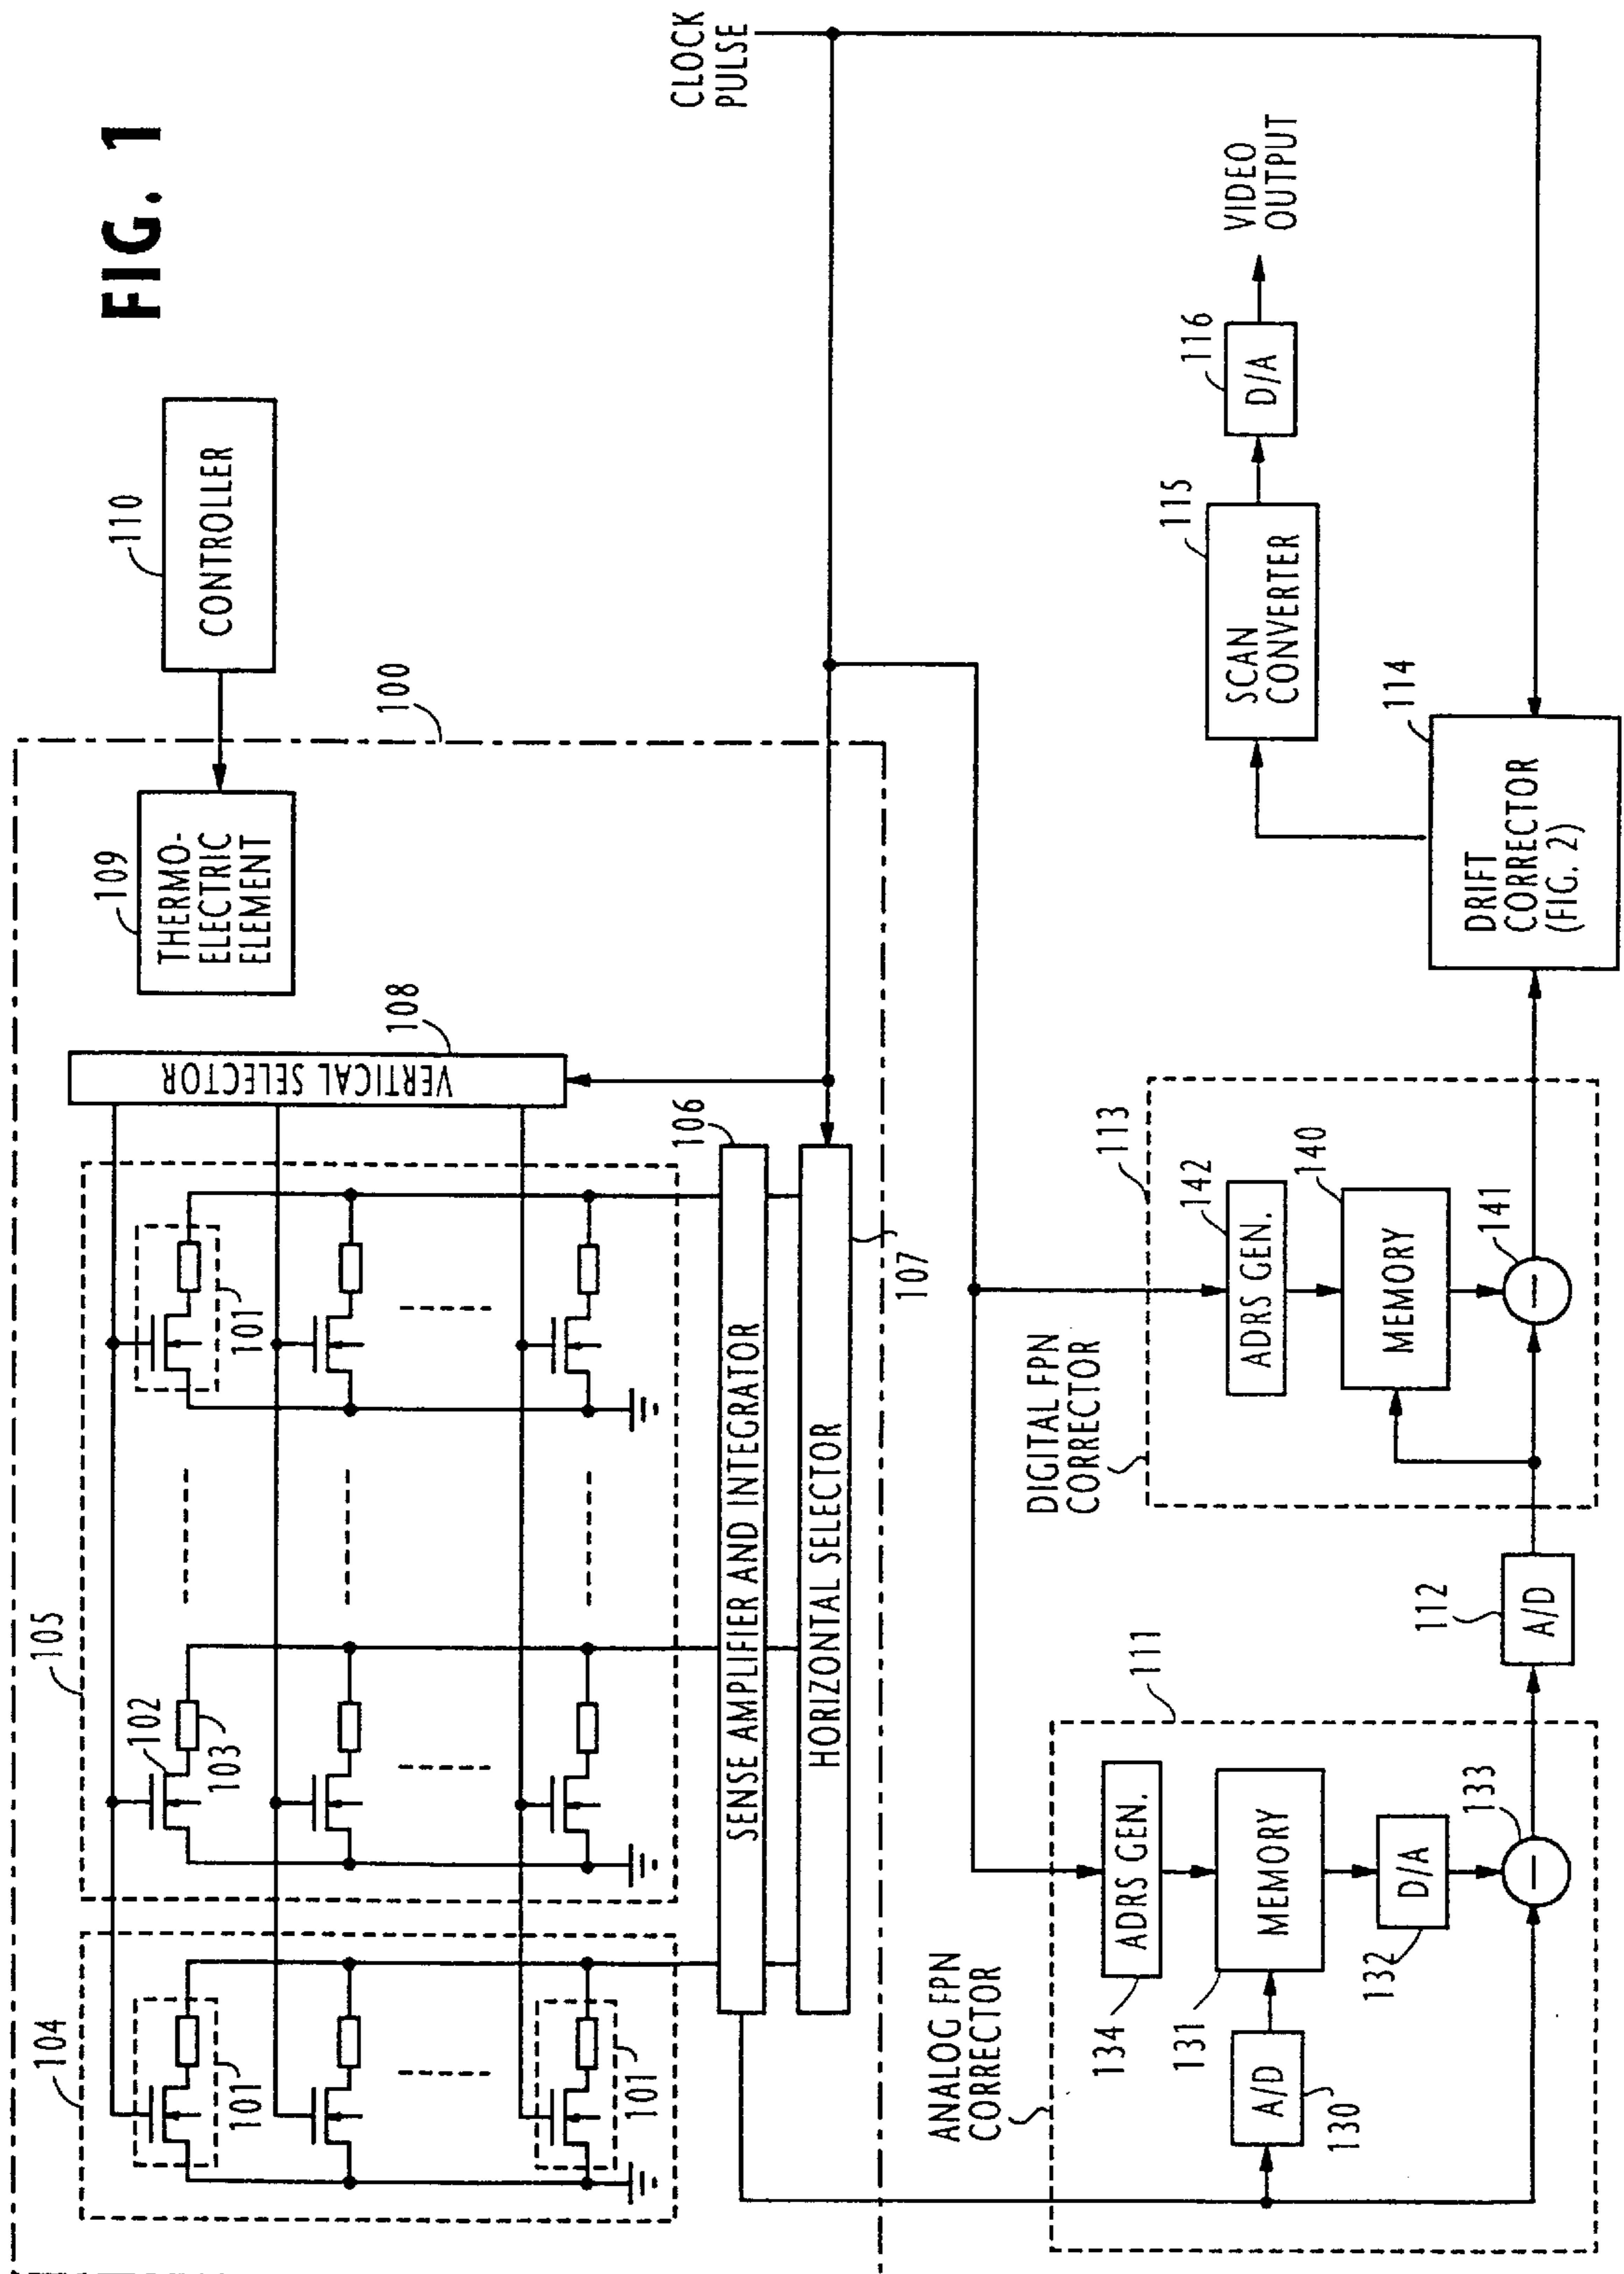 FIG. 1
110
CONTROLLER
109
THERMO-
ELECTRIC
ELEMENT
100
108
VERTICAL SELECTOR
104
105
101
102
103
101
101
106
SENSE AMPLIFIER AND INTEGRATOR
HORIZONTAL SELECTOR
107
CLOCK
PULSE
ANALOG FPN
CORRECTOR
111
134
ADRS GEN.
131
MEMORY
A/D
130
D/A
132
133
112
A/D
DIGITAL FPN
CORRECTOR
113
142
ADRS GEN.
140
MEMORY
141
114
DRIFT
CORRECTOR
(FIG. 2)
115
SCAN
CONVERTER
116
D/A
VIDEO
OUTPUT